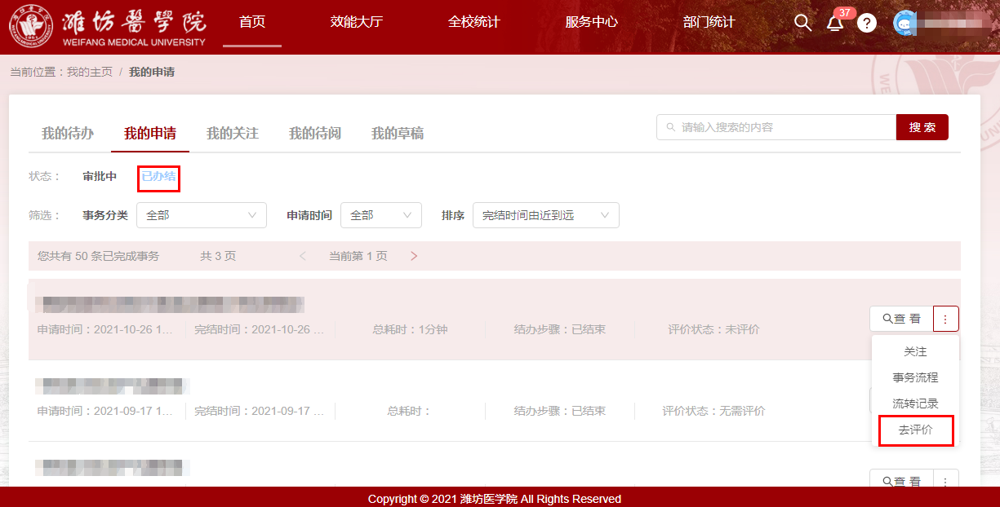 潍坊醫學院
WEIFANG MEDICAL UNIVERSITY
首页 效能大厅 全校统计 服务中心 部门统计 37 ?
当前位置：我的主页 / 我的申请
我的待办 我的申请 我的关注 我的待阅 我的草稿 请输入搜索的内容 搜 索
状态： 审批中 已办结
筛选： 事务分类 全部 申请时间 全部 排序 完结时间由近到远
您共有 50 条已完成事务 共 3 页 < 当前第 1 页 >
查 看
申请时间：2021-10-26 1... 完结时间：2021-10-26 ... 总耗时：1分钟 结办步骤：已结束 评价状态：未评价
关注
事务流程
流转记录
去评价
申请时间：2021-09-17 1... 完结时间：2021-09-17 ... 总耗时： 结办步骤：已结束 评价状态：无需评价
查 看
Copyright © 2021 潍坊医学院 All Rights Reserved